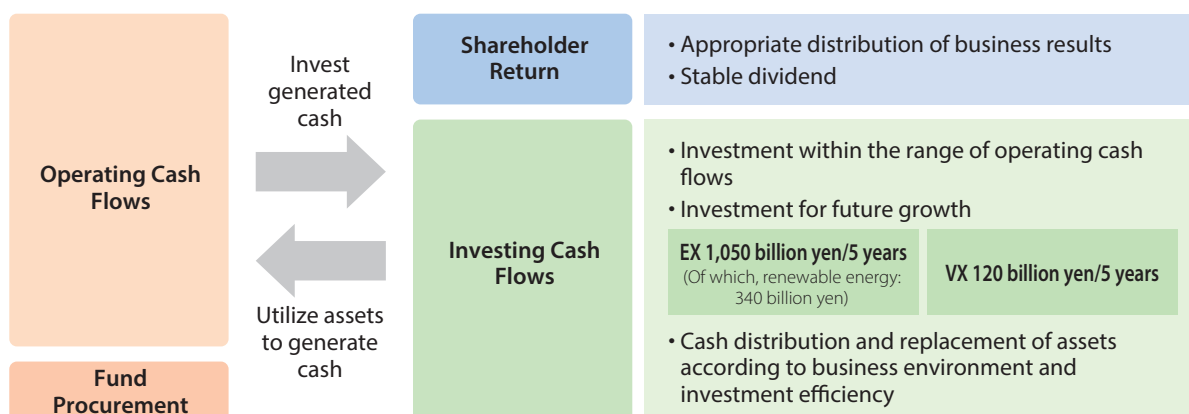 Operating Cash
Flows
Fund
Procurement
Invest
generated
cash
Utilize assets
to generate
cash
Shareholder
Return
• Appropriate distribution of business results
• Stable dividend
Investing Cash
Flows
• Investment within the range of operating cash
flows
• Investment for future growth
EX 1,050 billion yen/5 years
(Of which, renewable energy:
340 billion yen)
VX 120 billion yen/5 years
• Cash distribution and replacement of assets
according to business environment and
investment efficiency